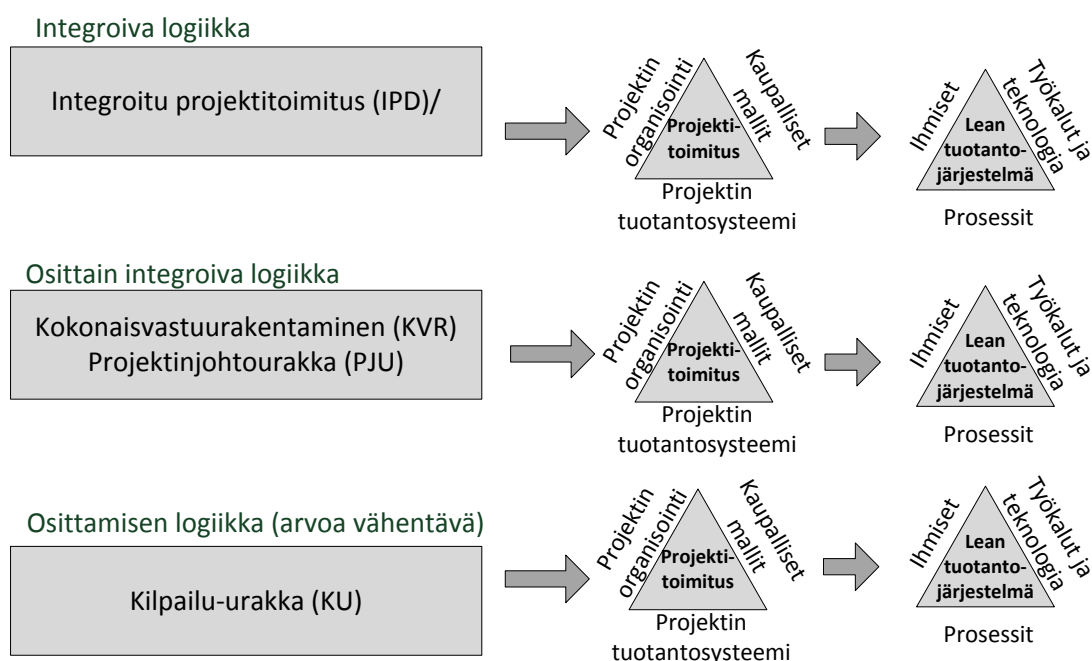 Integroiva logiikka
Integroitu projektitoimitus (IPD)/
Projektin
organisointi
Kaupalliset
mallit
Projekti-
toimitus
Projektin
tuotantosysteemi
Ihmiset
Työkalut ja
teknologia
Lean
tuotanto-
järjestelmä
Prosessit
Osittain integroiva logiikka
Kokonaisvastuurakentaminen (KVR)
Projektinjohtourakka (PJU)
Projektin
organisointi
Kaupalliset
mallit
Projekti-
toimitus
Projektin
tuotantosysteemi
Ihmiset
Työkalut ja
teknologia
Lean
tuotanto-
järjestelmä
Prosessit
Osittamisen logiikka (arvoa vähentävä)
Kilpailu-urakka (KU)
Projektin
organisointi
Kaupalliset
mallit
Projekti-
toimitus
Projektin
tuotantosysteemi
Ihmiset
Työkalut ja
teknologia
Lean
tuotanto-
järjestelmä
Prosessit